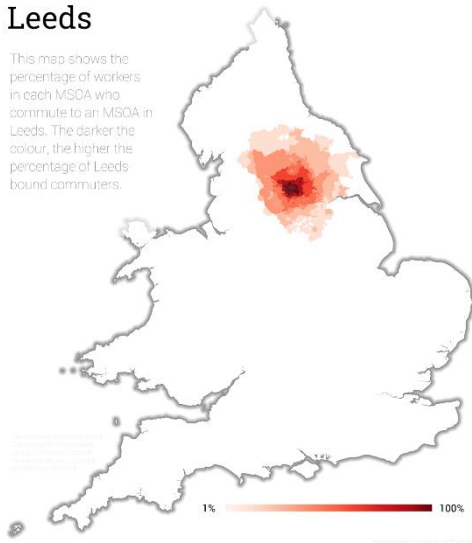 Leeds
This map shows the
percentage of workers
in each MSOA who
commute to an MSOA in
Leeds. The darker the
colour, the higher the
percentage of Leeds-
bound commuters.
1%
100%